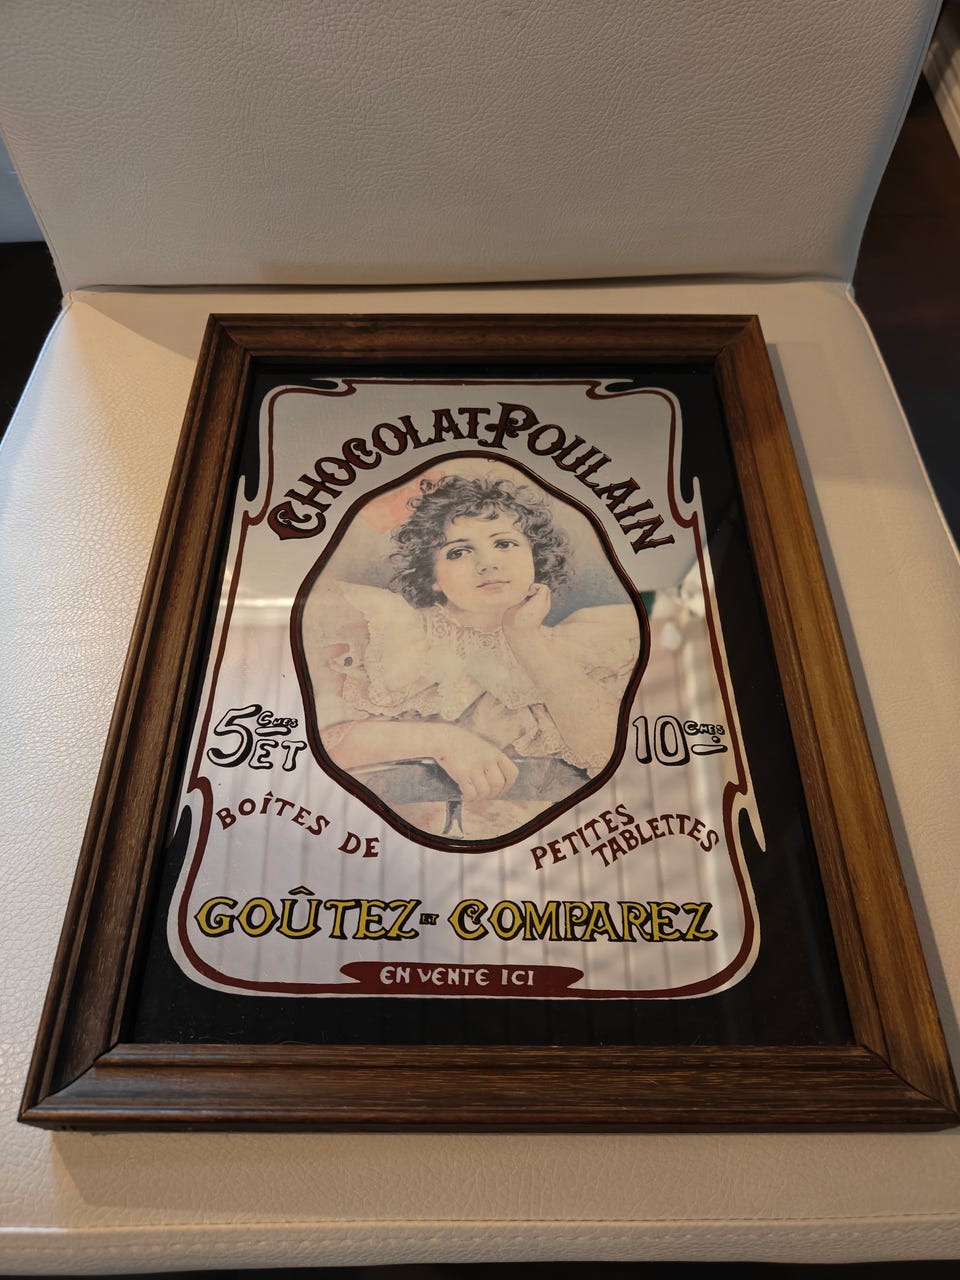 CHOCOLAT-POULAIN
5 CMES ET
10 CMES
BOÎTES DE
PETITES
TABLETTES
GOÛTEZ ET COMPAREZ
EN VENTE ICI